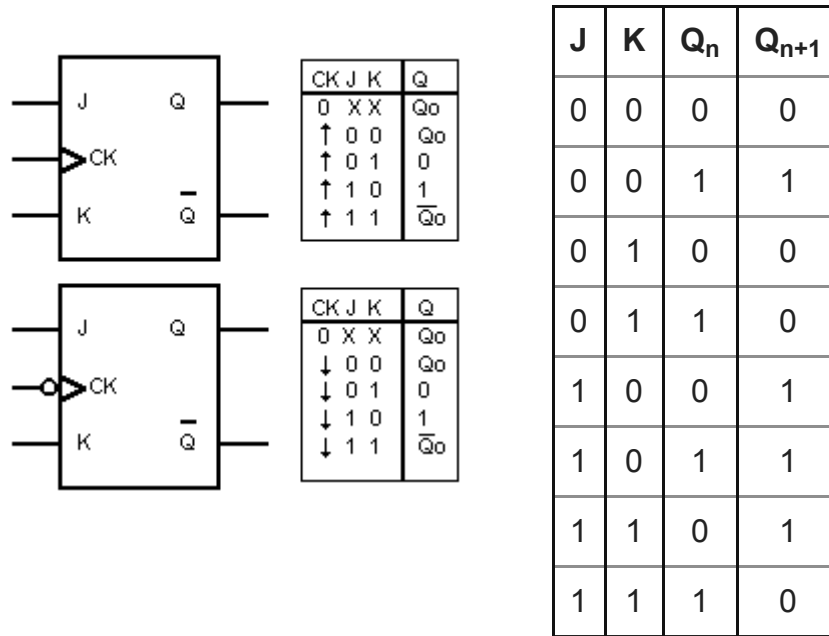 J Q
CK
K Q̅
CK J K Q
0 X X Qo
↑ 0 0 Qo
↑ 0 1 0
↑ 1 0 1
↑ 1 1 Q̅o
J Q
CK
K Q̅
CK J K Q
0 X X Qo
↓ 0 0 Qo
↓ 0 1 0
↓ 1 0 1
↓ 1 1 Q̅o
J K Qn Qn+1
0 0 0 0
0 0 1 1
0 1 0 0
0 1 1 0
1 0 0 1
1 0 1 1
1 1 0 1
1 1 1 0